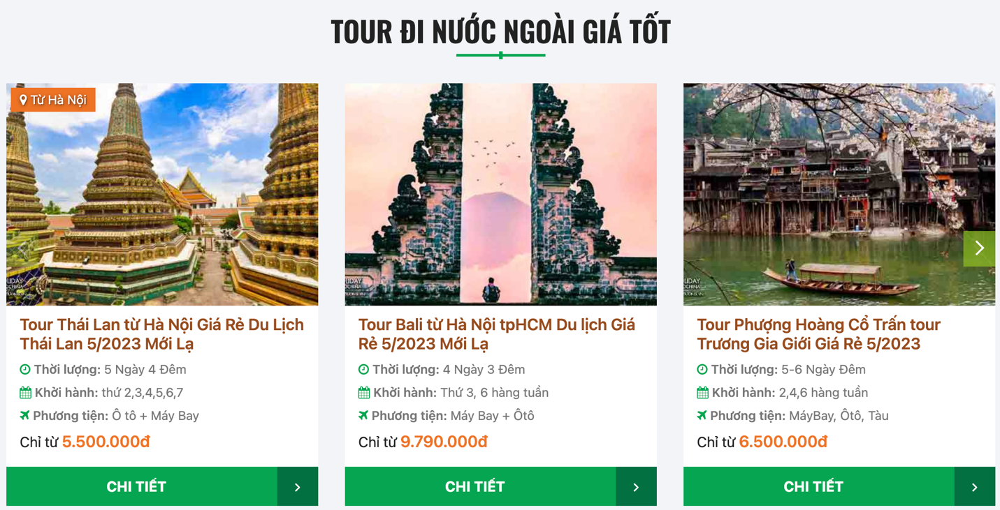 TOUR ĐI NƯỚC NGOÀI GIÁ TỐT
Từ Hà Nội
Tour Thái Lan từ Hà Nội Giá Rẻ Du Lịch
Thái Lan 5/2023 Mới Lạ
Thời lượng: 5 Ngày 4 Đêm
Khởi hành: thứ 2,3,4,5,6,7
Phương tiện: Ô tô + Máy Bay
Chỉ từ 5.500.000đ
CHI TIẾT
Tour Bali từ Hà Nội tpHCM Du lịch Giá
Rẻ 5/2023 Mới Lạ
Thời lượng: 4 Ngày 3 Đêm
Khởi hành: Thứ 3, 6 hàng tuần
Phương tiện: Máy Bay + Ôtô
Chỉ từ 9.790.000đ
CHI TIẾT
Tour Phượng Hoàng Cổ Trấn tour
Trương Gia Giới Giá Rẻ 5/2023
Thời lượng: 5-6 Ngày Đêm
Khởi hành: 2,4,6 hàng tuần
Phương tiện: MáyBay, Ôtô, Tàu
Chỉ từ 6.500.000đ
CHI TIẾT